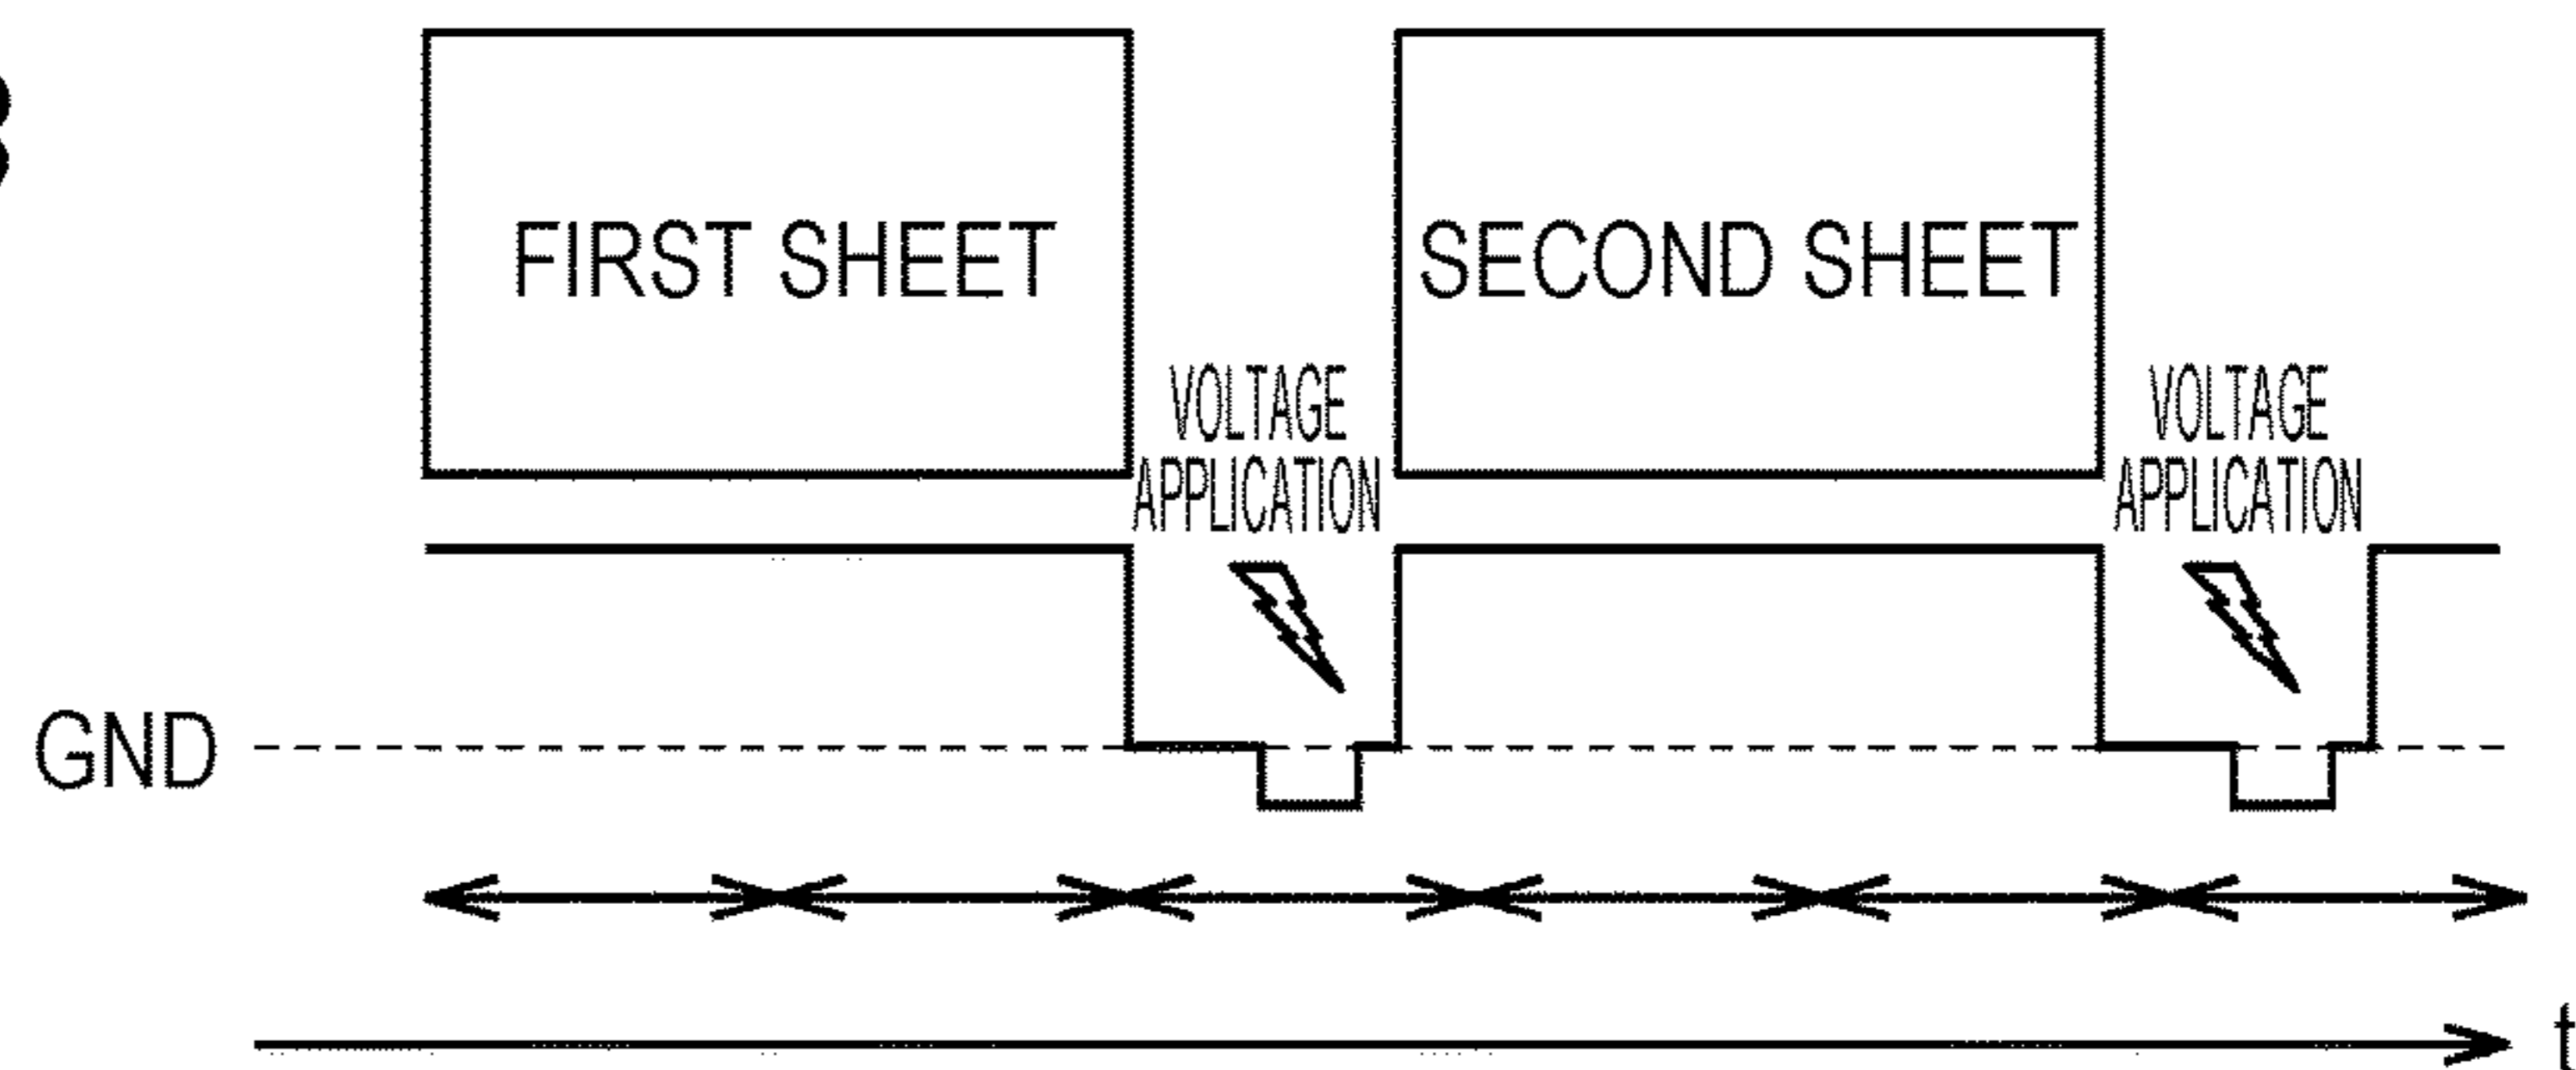 FIRST SHEET
SECOND SHEET
VOLTAGE
APPLICATION
VOLTAGE
APPLICATION
GND
t